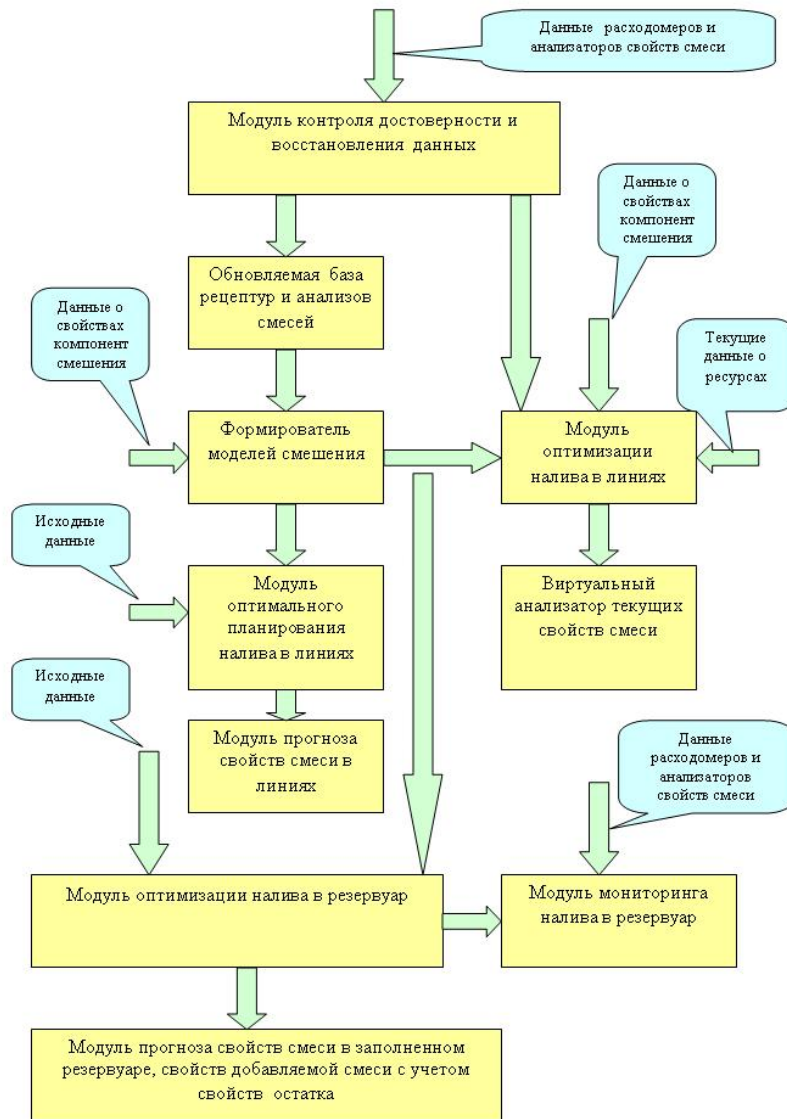 Данные расходомеров и
анализаторов свойств смеси
Модуль контроля достоверности и
восстановления данных
Данные о
свойствах
компонент
смешения
Обновляемая база
рецептур и анализов
смесей
Данные о
свойствах
компонент
смешения
Текущие
данные о
ресурсах
Формирователь
моделей смешения
Модуль
оптимизации
налива в линиях
Исходные
данные
Модуль
оптимального
планирования
налива в линиях
Виртуальный
анализатор текущих
свойств смеси
Исходные
данные
Модуль прогноза
свойств смеси в
линиях
Данные
расходомеров и
анализаторов
свойств смеси
Модуль оптимизации налива в резервуар
Модуль мониторинга
налива в резервуар
Модуль прогноза свойств смеси в заполненном
резервуаре, свойств добавляемой смеси с учетом
свойств остатка